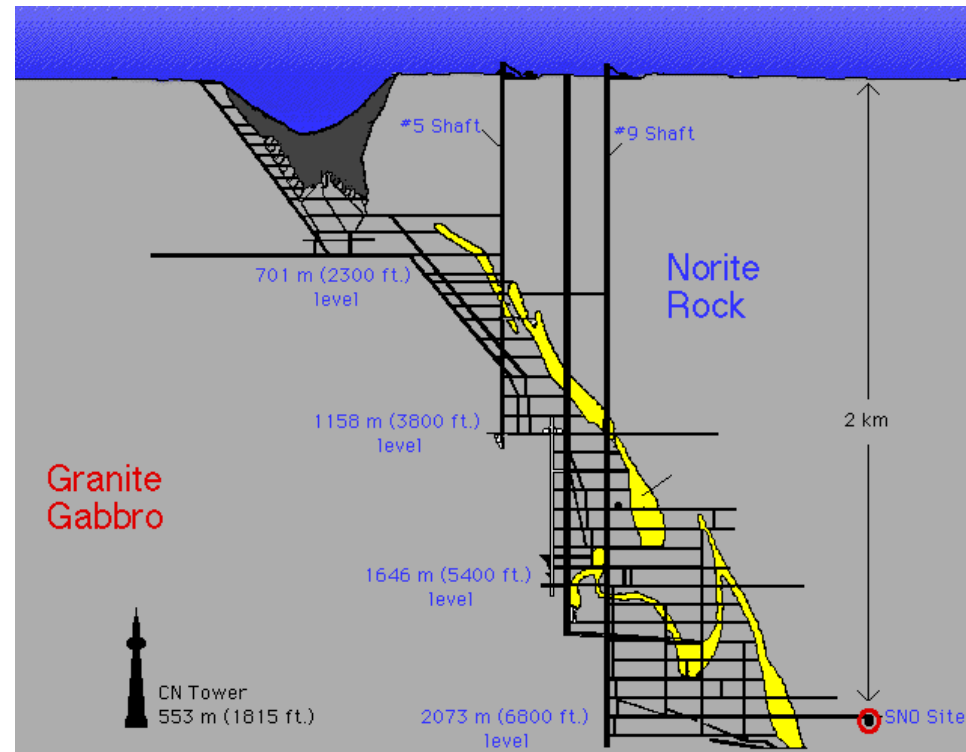 #5 Shaft
#9 Shaft
701 m (2300 ft.)
level
Norite
Rock
1158 m (3800 ft.)
level
2 km
Granite
Gabbro
1646 m (5400 ft.)
level
CN Tower
553 m (1815 ft.)
2073 m (6800 ft.)
level
SNO Site